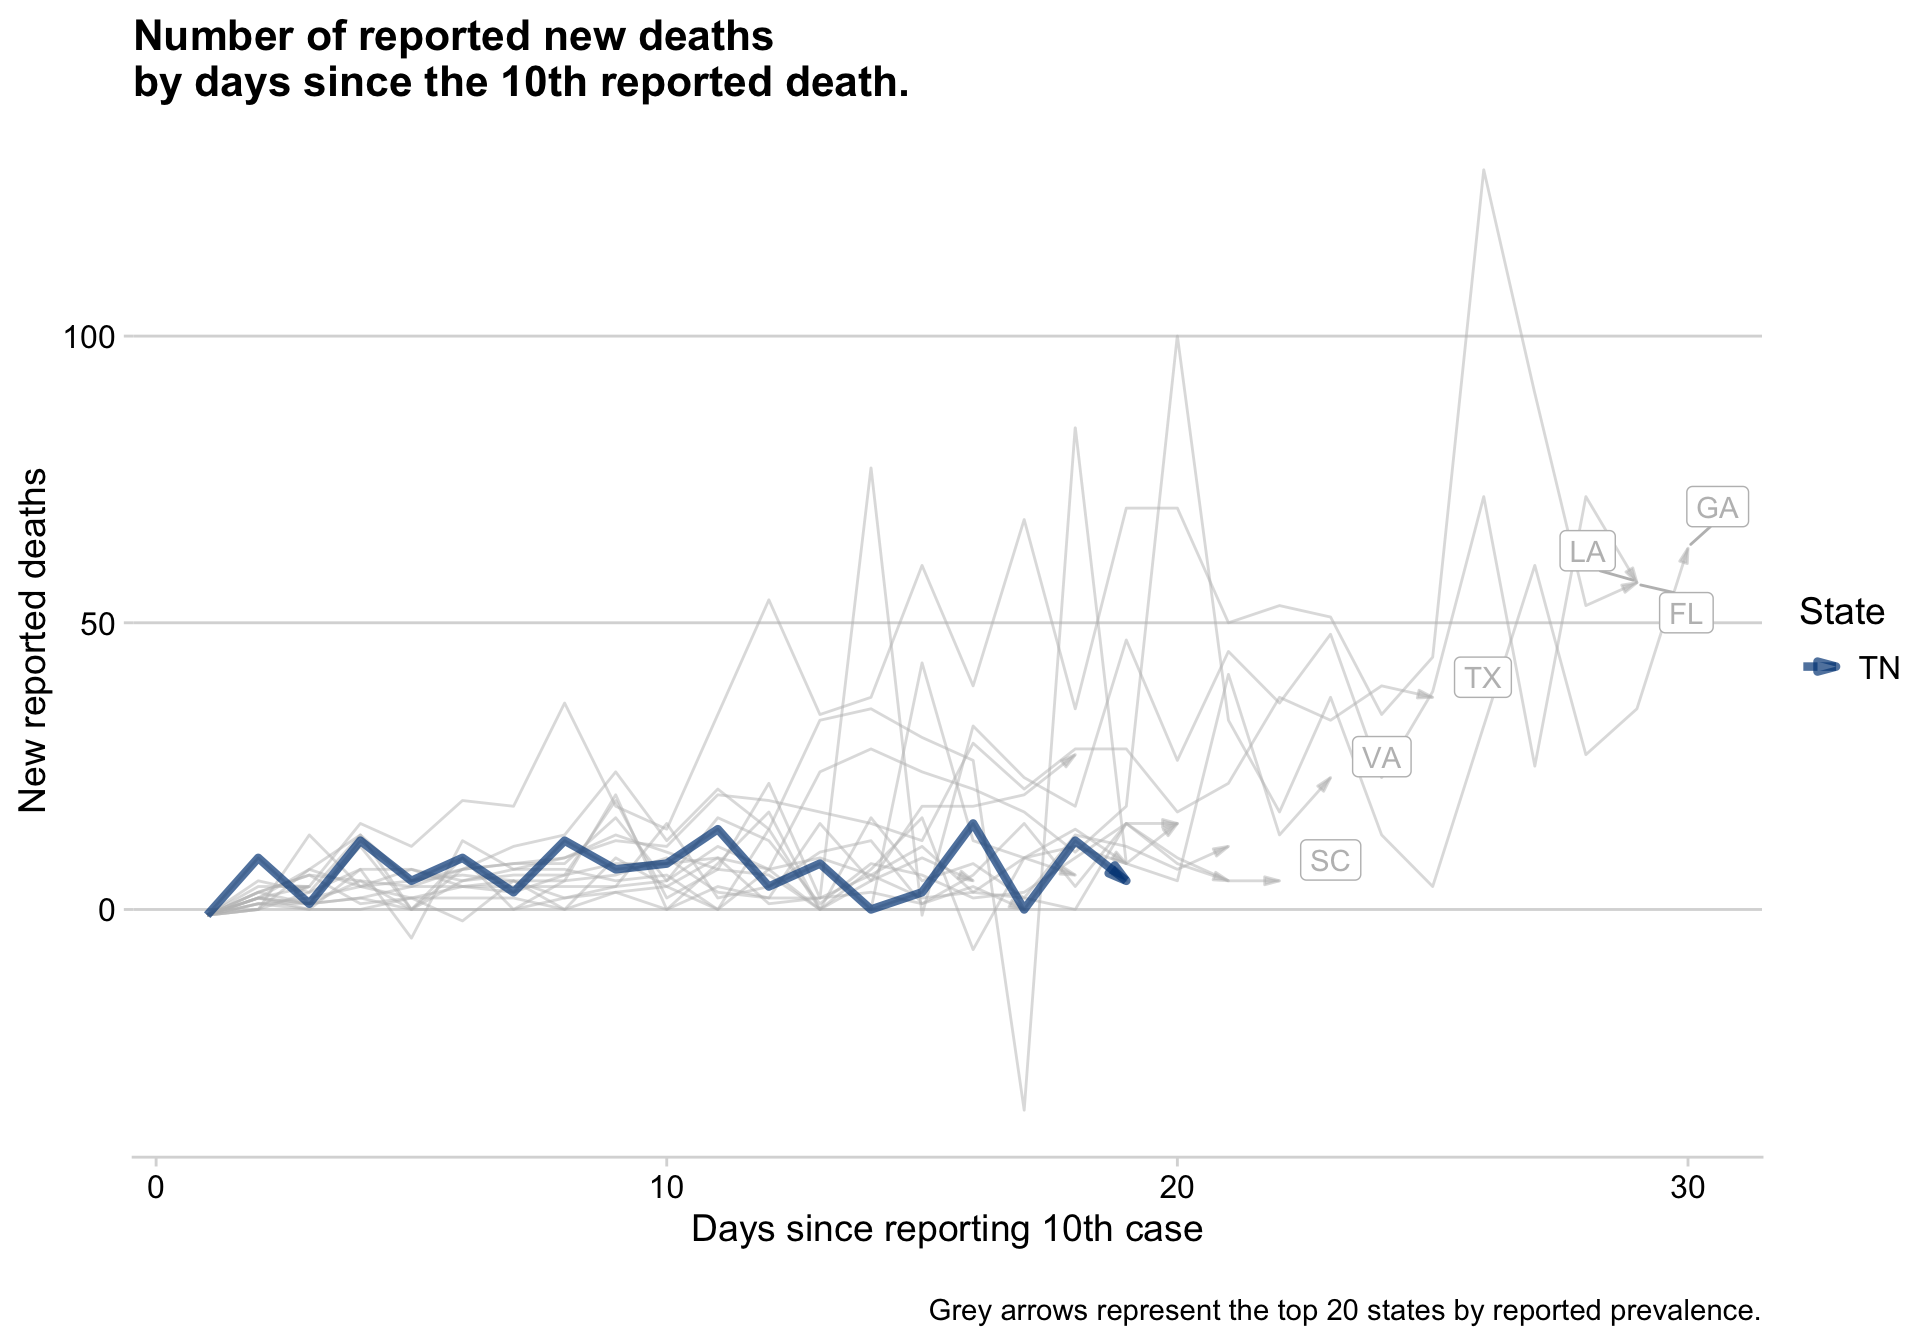 Number of reported new deaths
by days since the 10th reported death.
New reported deaths
100
50
0
GA
LA
FL
TX
VA
SC
State
TN
0 10 20 30
Days since reporting 10th case
Grey arrows represent the top 20 states by reported prevalence.